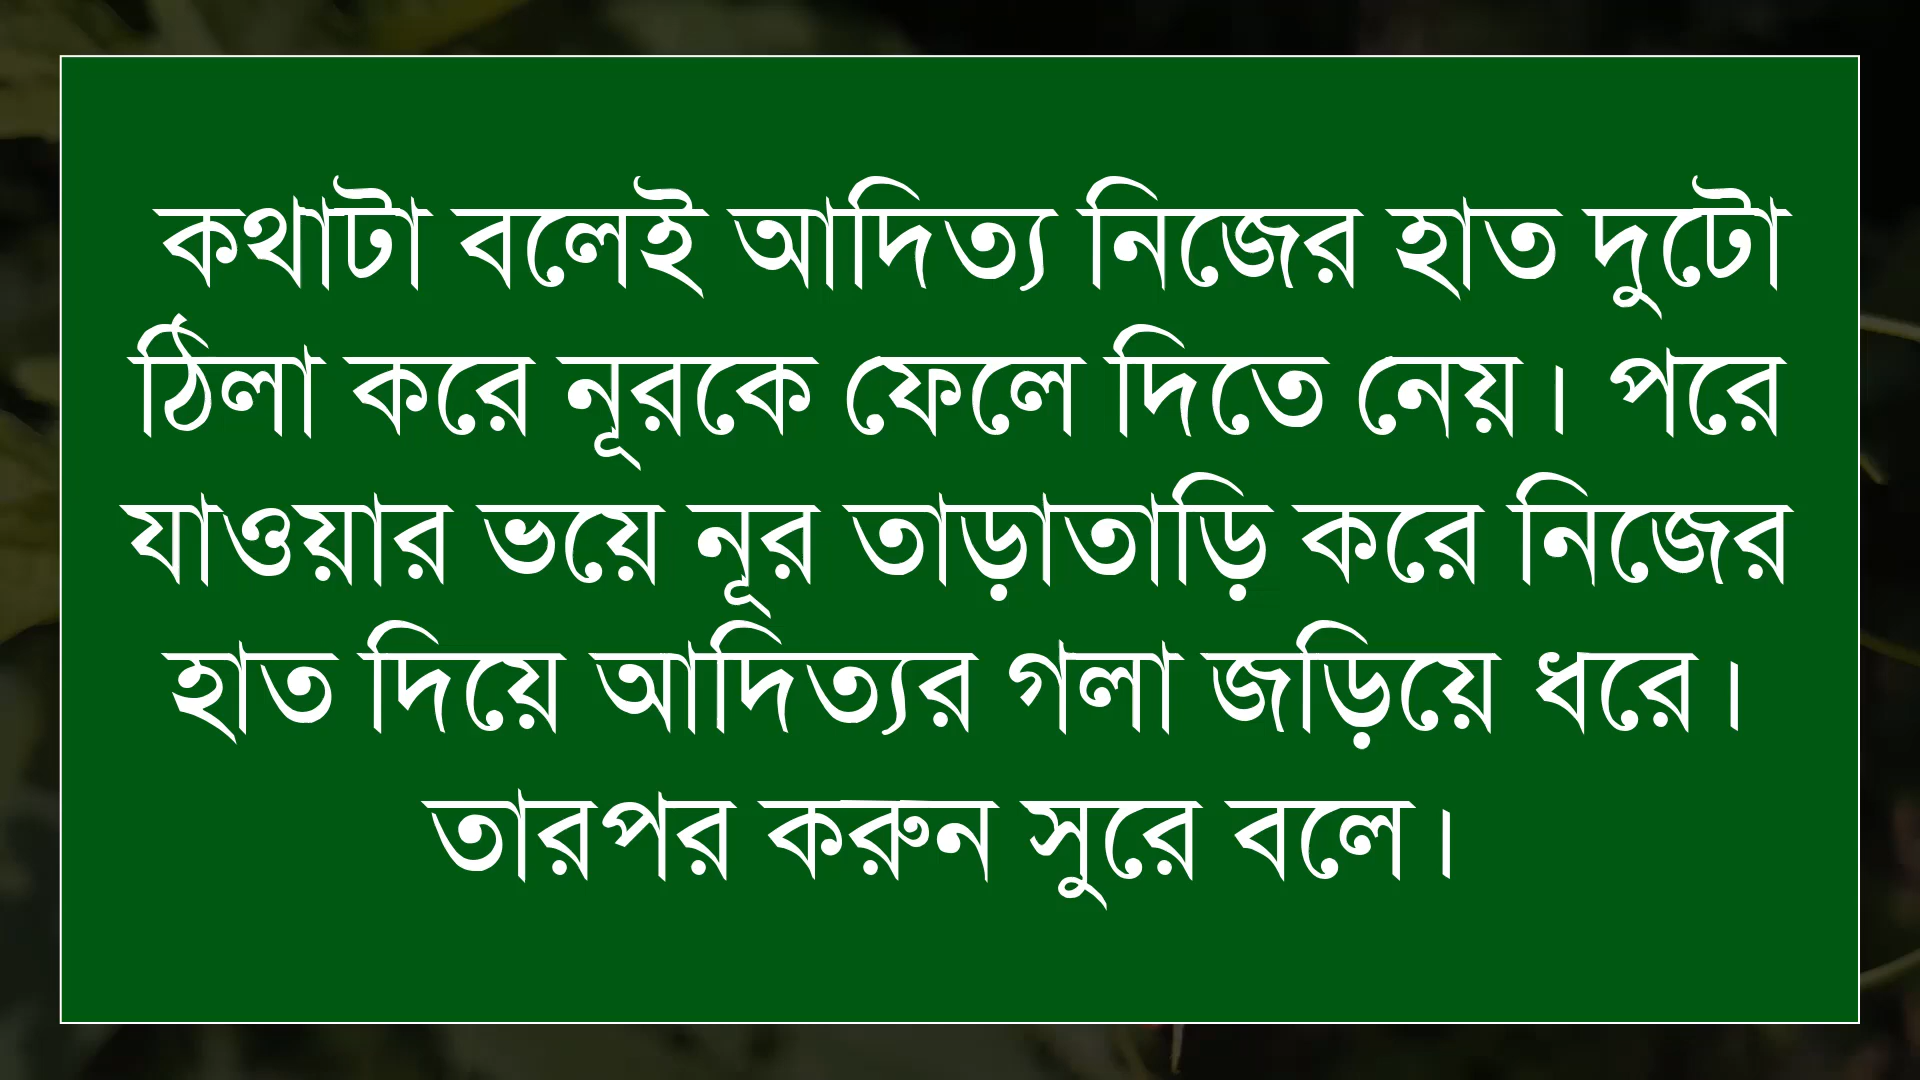 কথাটা বলেই আদিত্য নিজের হাত দুটো
ঠিলা করে নূরকে ফেলে দিতে নেয়। পরে
যাওয়ার ভয়ে নূর তাড়াতাড়ি করে নিজের
হাত দিয়ে আদিত্যর গলা জড়িয়ে ধরে।
তারপর করুন সুরে বলে।